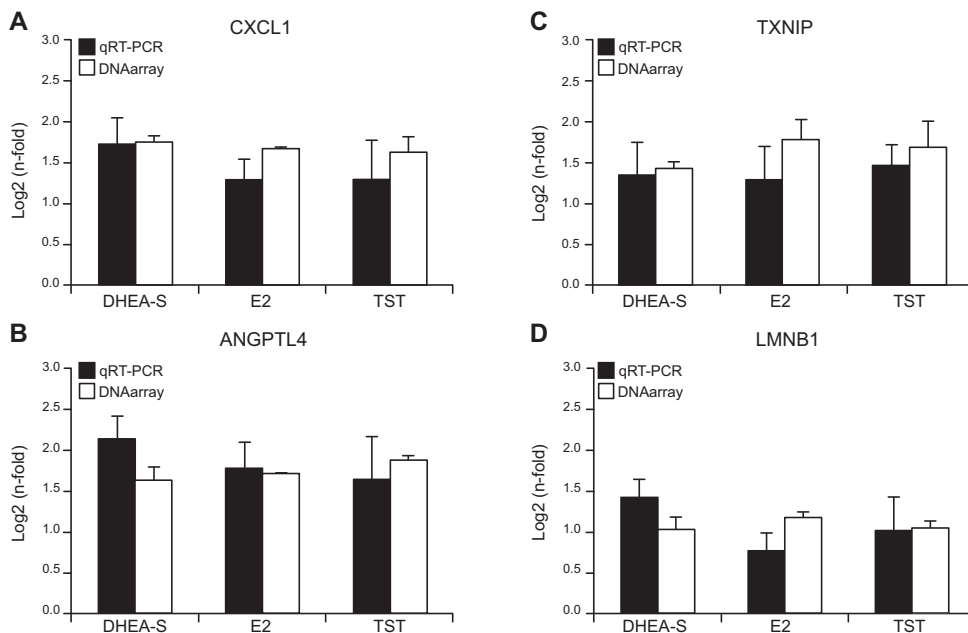 A
CXCL1
qRT-PCR
DNAarray
Log2 (n-fold)
3.0
2.5
2.0
1.5
1.0
0.5
0.0
DHEA-S E2 TST
B
ANGPTL4
qRT-PCR
DNAarray
Log2 (n-fold)
3.0
2.5
2.0
1.5
1.0
0.5
0.0
DHEA-S E2 TST
C
TXNIP
qRT-PCR
DNAarray
Log2 (n-fold)
3.0
2.5
2.0
1.5
1.0
0.5
0.0
DHEA-S E2 TST
D
LMNB1
qRT-PCR
DNAarray
Log2 (n-fold)
3.0
2.5
2.0
1.5
1.0
0.5
0.0
DHEA-S E2 TST